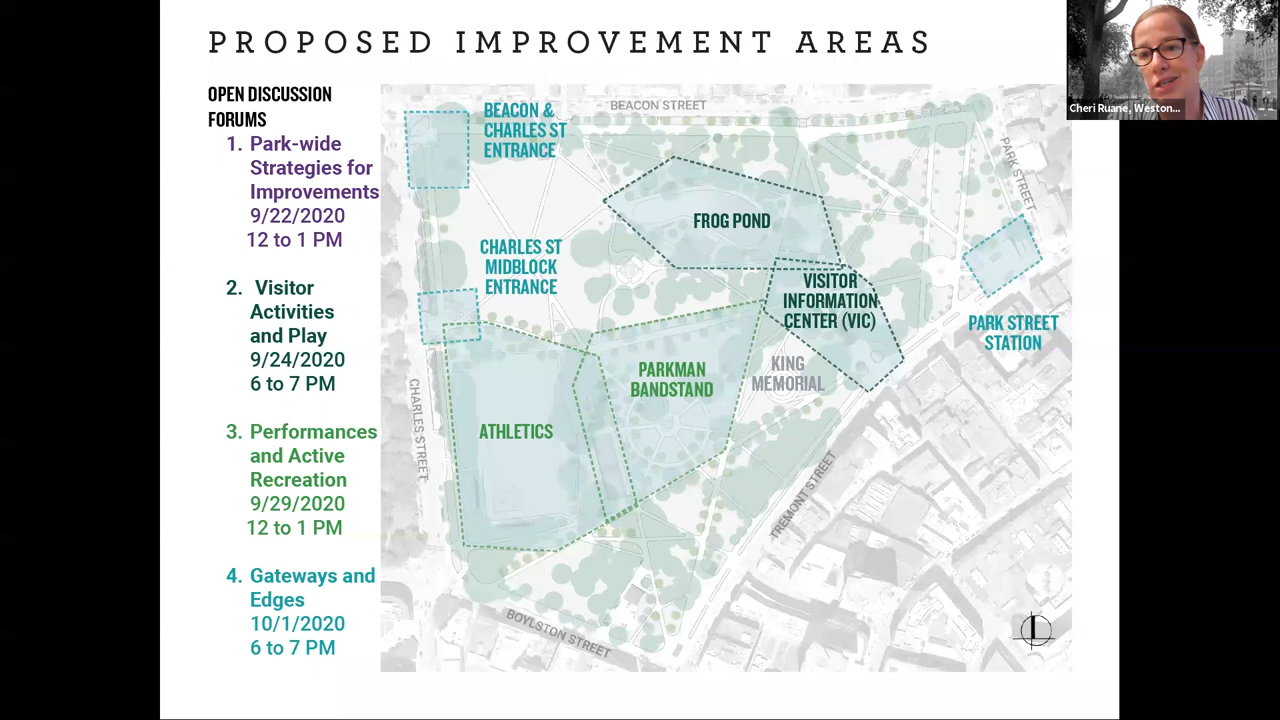 PROPOSED IMPROVEMENT AREAS
OPEN DISCUSSION
FORUMS
1. Park-wide
Strategies for
Improvements
9/22/2020
12 to 1 PM
2. Visitor
Activities
and Play
9/24/2020
6 to 7 PM
3. Performances
and Active
Recreation
9/29/2020
12 to 1 PM
4. Gateways and
Edges
10/1/2020
6 to 7 PM
BEACON &
CHARLES ST
ENTRANCE
BEACON STREET
PARK STREET
FROG POND
CHARLES ST
MIDBLOCK
ENTRANCE
VISITOR
INFORMATION
CENTER (VIC)
PARK STREET
STATION
PARKMAN
BANDSTAND
KING
MEMORIAL
CHARLES STREET
ATHLETICS
TREMONT STREET
BOYLSTON STREET
Cheri Ruane, Weston...